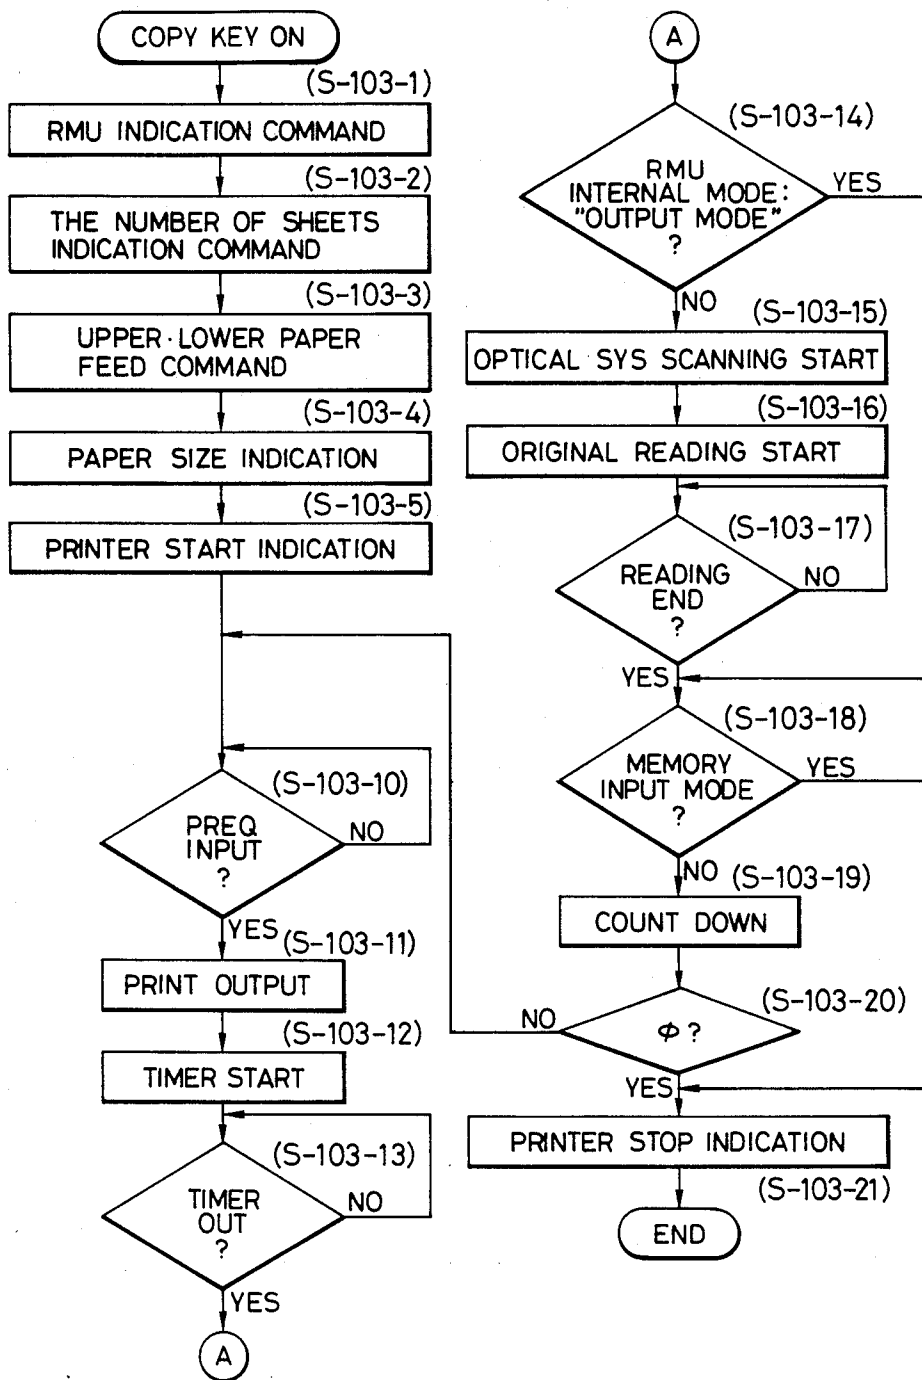 COPY KEY ON
(S-103-1)
RMU INDICATION COMMAND
(S-103-2)
THE NUMBER OF SHEETS
INDICATION COMMAND
(S-103-3)
UPPER·LOWER PAPER
FEED COMMAND
(S-103-4)
PAPER SIZE INDICATION
(S-103-5)
PRINTER START INDICATION
(S-103-10)
PREQ
INPUT
?
NO
YES
(S-103-11)
PRINT OUTPUT
(S-103-12)
TIMER START
(S-103-13)
TIMER
OUT
?
NO
YES
A
A
(S-103-14)
RMU
INTERNAL MODE:
"OUTPUT MODE"
?
YES
NO
(S-103-15)
OPTICAL SYS SCANNING START
(S-103-16)
ORIGINAL READING START
(S-103-17)
READING
END
?
NO
YES
(S-103-18)
MEMORY
INPUT MODE
?
YES
NO
(S-103-19)
COUNT DOWN
(S-103-20)
Φ?
NO
YES
PRINTER STOP INDICATION
(S-103-21)
END